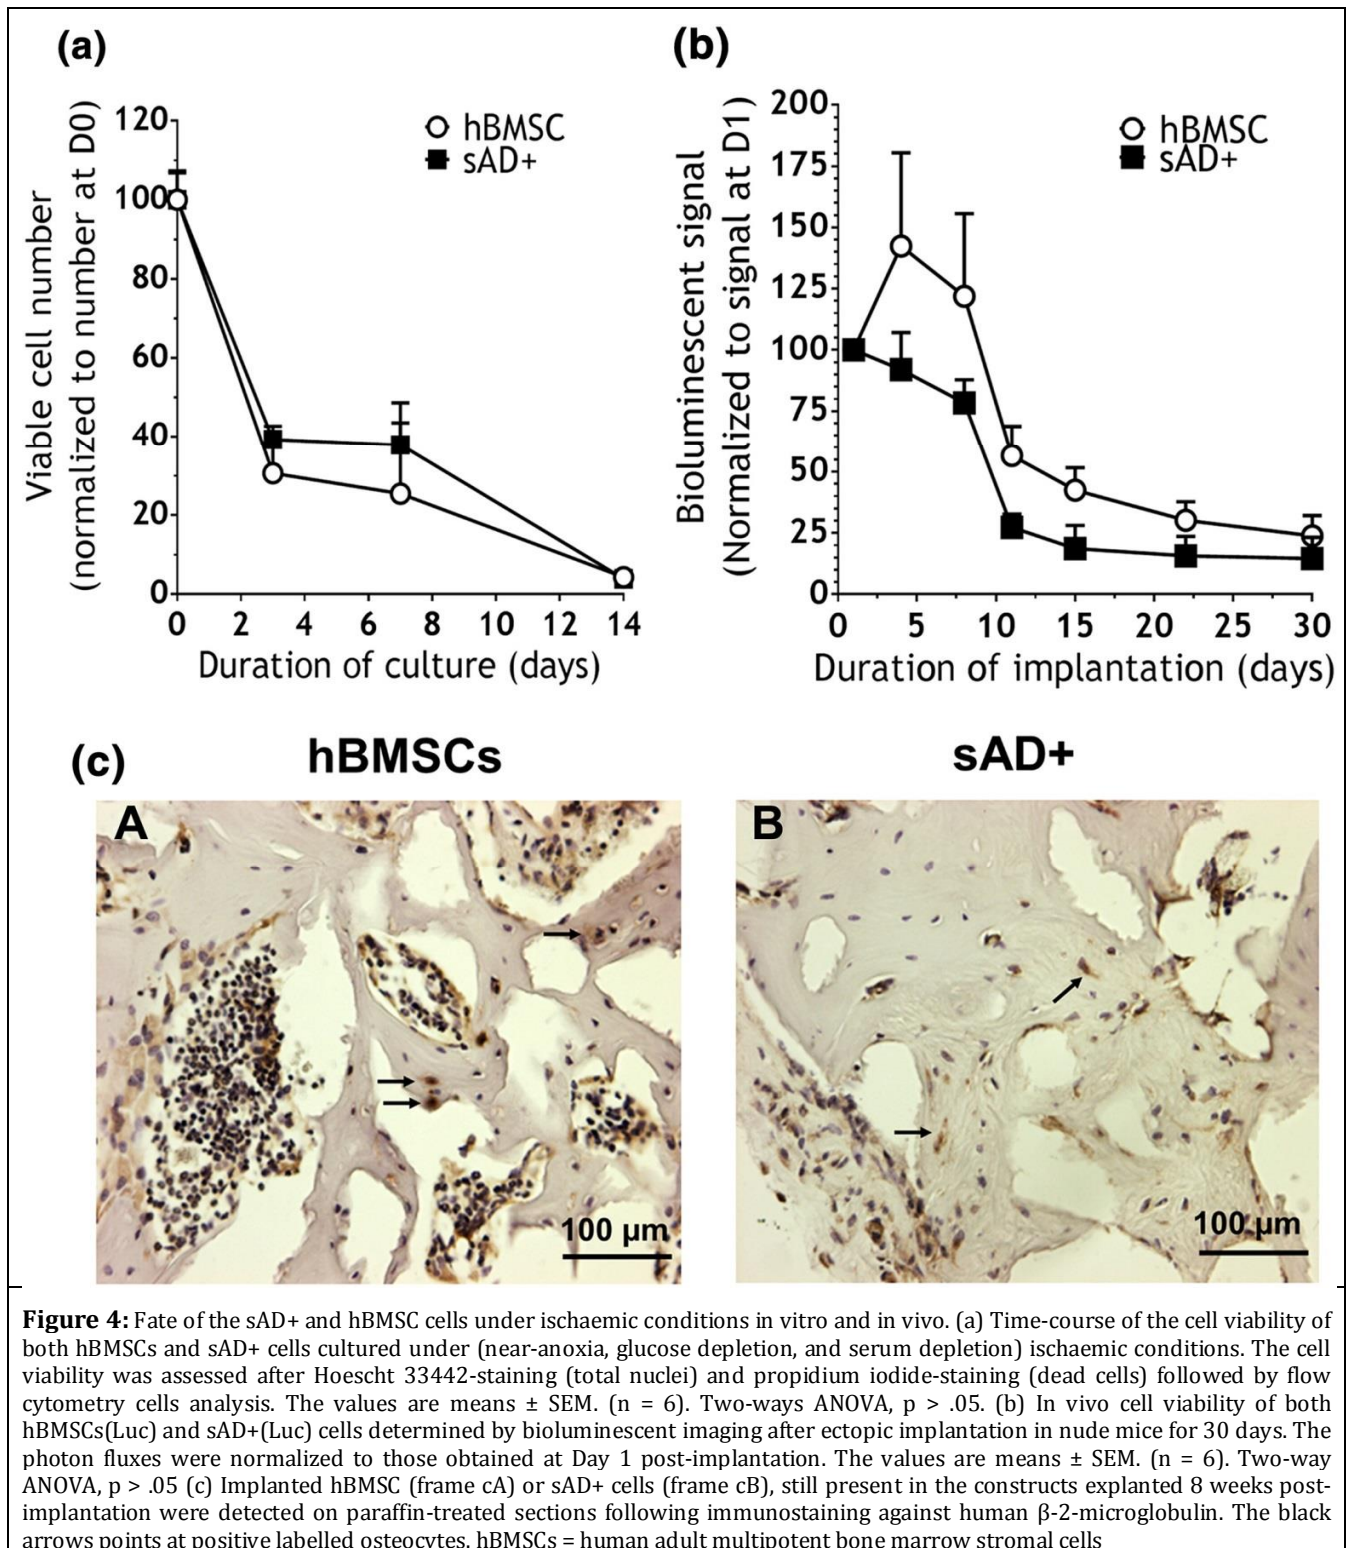 (a)
120
100
80
60
40
20
0
0 2 4 6 8 10 12 14
Viable cell number
(normalized to number at D0)
Duration of culture (days)
hBMSC
sAD+
(b)
200
175
150
125
100
75
50
25
0
0 5 10 15 20 25 30
Bioluminescent signal
(Normalized to signal at D1)
Duration of implantation (days)
hBMSC
sAD+
(c)
hBMSCs
sAD+
A
100 µm
B
100 µm
Figure 4: Fate of the sAD+ and hBMSC cells under ischaemic conditions in vitro and in vivo. (a) Time-course of the cell viability of
both hBMSCs and sAD+ cells cultured under (near-anoxia, glucose depletion, and serum depletion) ischaemic conditions. The cell
viability was assessed after Hoescht 33442-staining (total nuclei) and propidium iodide-staining (dead cells) followed by flow
cytometry cells analysis. The values are means ± SEM. (n = 6). Two-ways ANOVA, p > .05. (b) In vivo cell viability of both
hBMSCs(Luc) and sAD+(Luc) cells determined by bioluminescent imaging after ectopic implantation in nude mice for 30 days. The
photon fluxes were normalized to those obtained at Day 1 post-implantation. The values are means ± SEM. (n = 6). Two-way
ANOVA, p > .05 (c) Implanted hBMSC (frame cA) or sAD+ cells (frame cB), still present in the constructs explanted 8 weeks post-
implantation were detected on paraffin-treated sections following immunostaining against human β-2-microglobulin. The black
arrows points at positive labelled osteocytes. hBMSCs = human adult multipotent bone marrow stromal cells